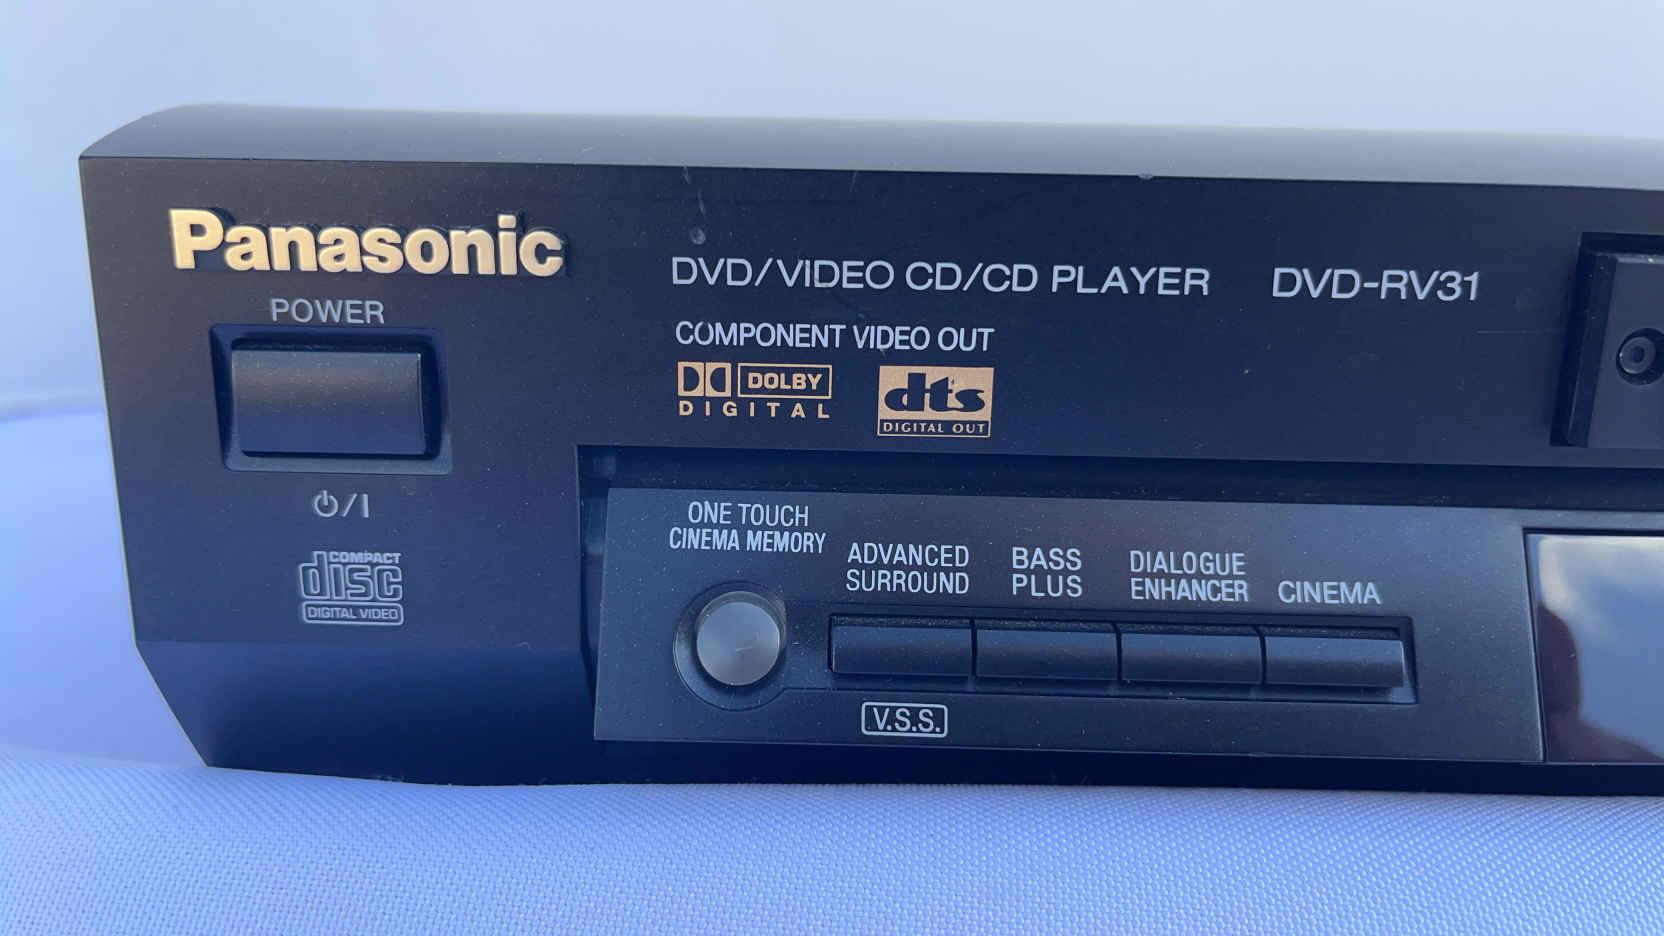 Panasonic
POWER
⏻/I
COMPACT
disc
DIGITAL VIDEO
DVD/VIDEO CD/CD PLAYER DVD-RV31
COMPONENT VIDEO OUT
DOLBY
DIGITAL
dts
DIGITAL OUT
ONE TOUCH
CINEMA MEMORY
ADVANCED
SURROUND
BASS
PLUS
DIALOGUE
ENHANCER
CINEMA
V.S.S.